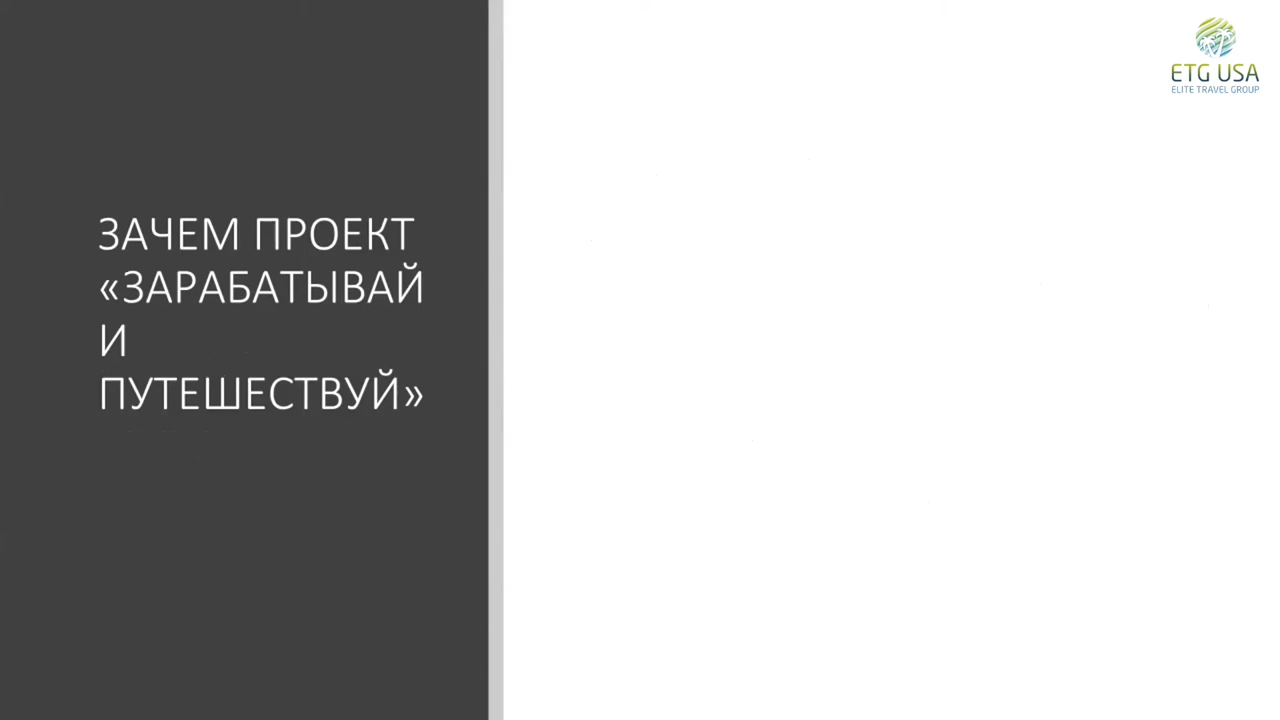 ETG USA
ELITE TRAVEL GROUP
ЗАЧЕМ ПРОЕКТ
«ЗАРАБАТЫВАЙ
И
ПУТЕШЕСТВУЙ»